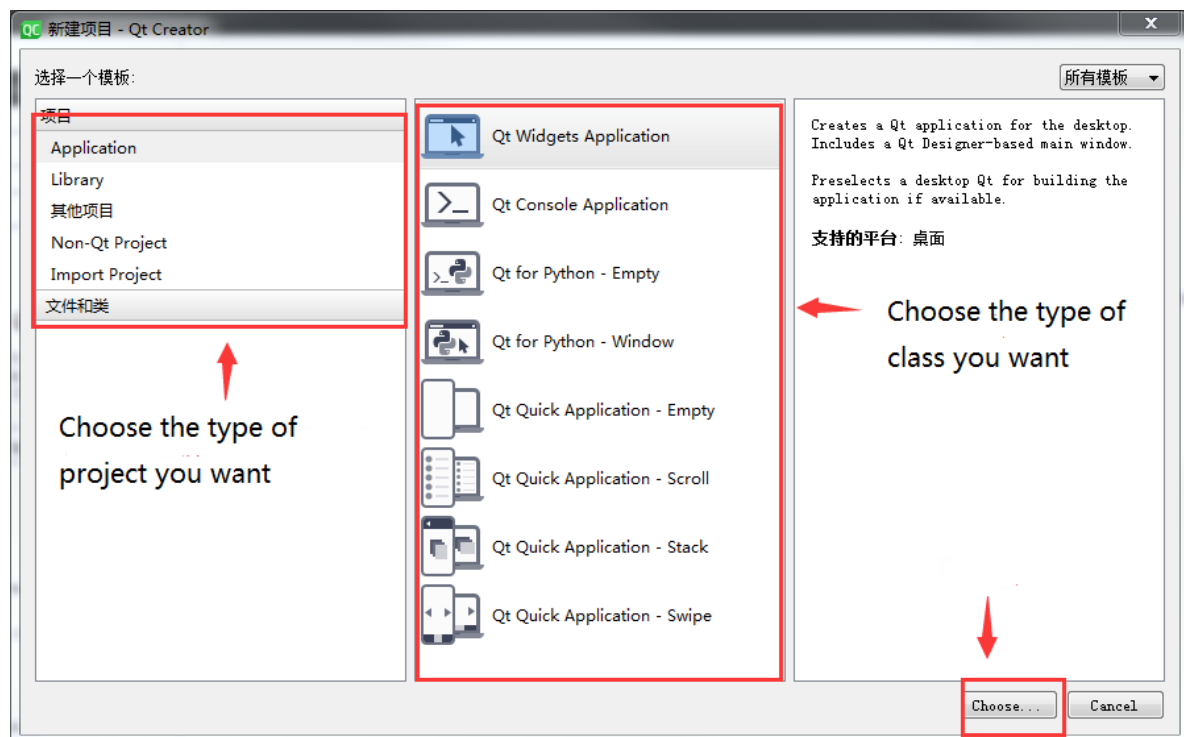 QC 新建项目 - Qt Creator
X
选择一个模板:
所有模板
项目
Application
Library
其他项目
Non-Qt Project
Import Project
文件和类
Choose the type of
project you want
Qt Widgets Application
Qt Console Application
Qt for Python - Empty
Qt for Python - Window
Qt Quick Application - Empty
Qt Quick Application - Scroll
Qt Quick Application - Stack
Qt Quick Application - Swipe
Creates a Qt application for the desktop.
Includes a Qt Designer-based main window.
Preselects a desktop Qt for building the
application if available.
支持的平台: 桌面
Choose the type of
class you want
Choose...
Cancel